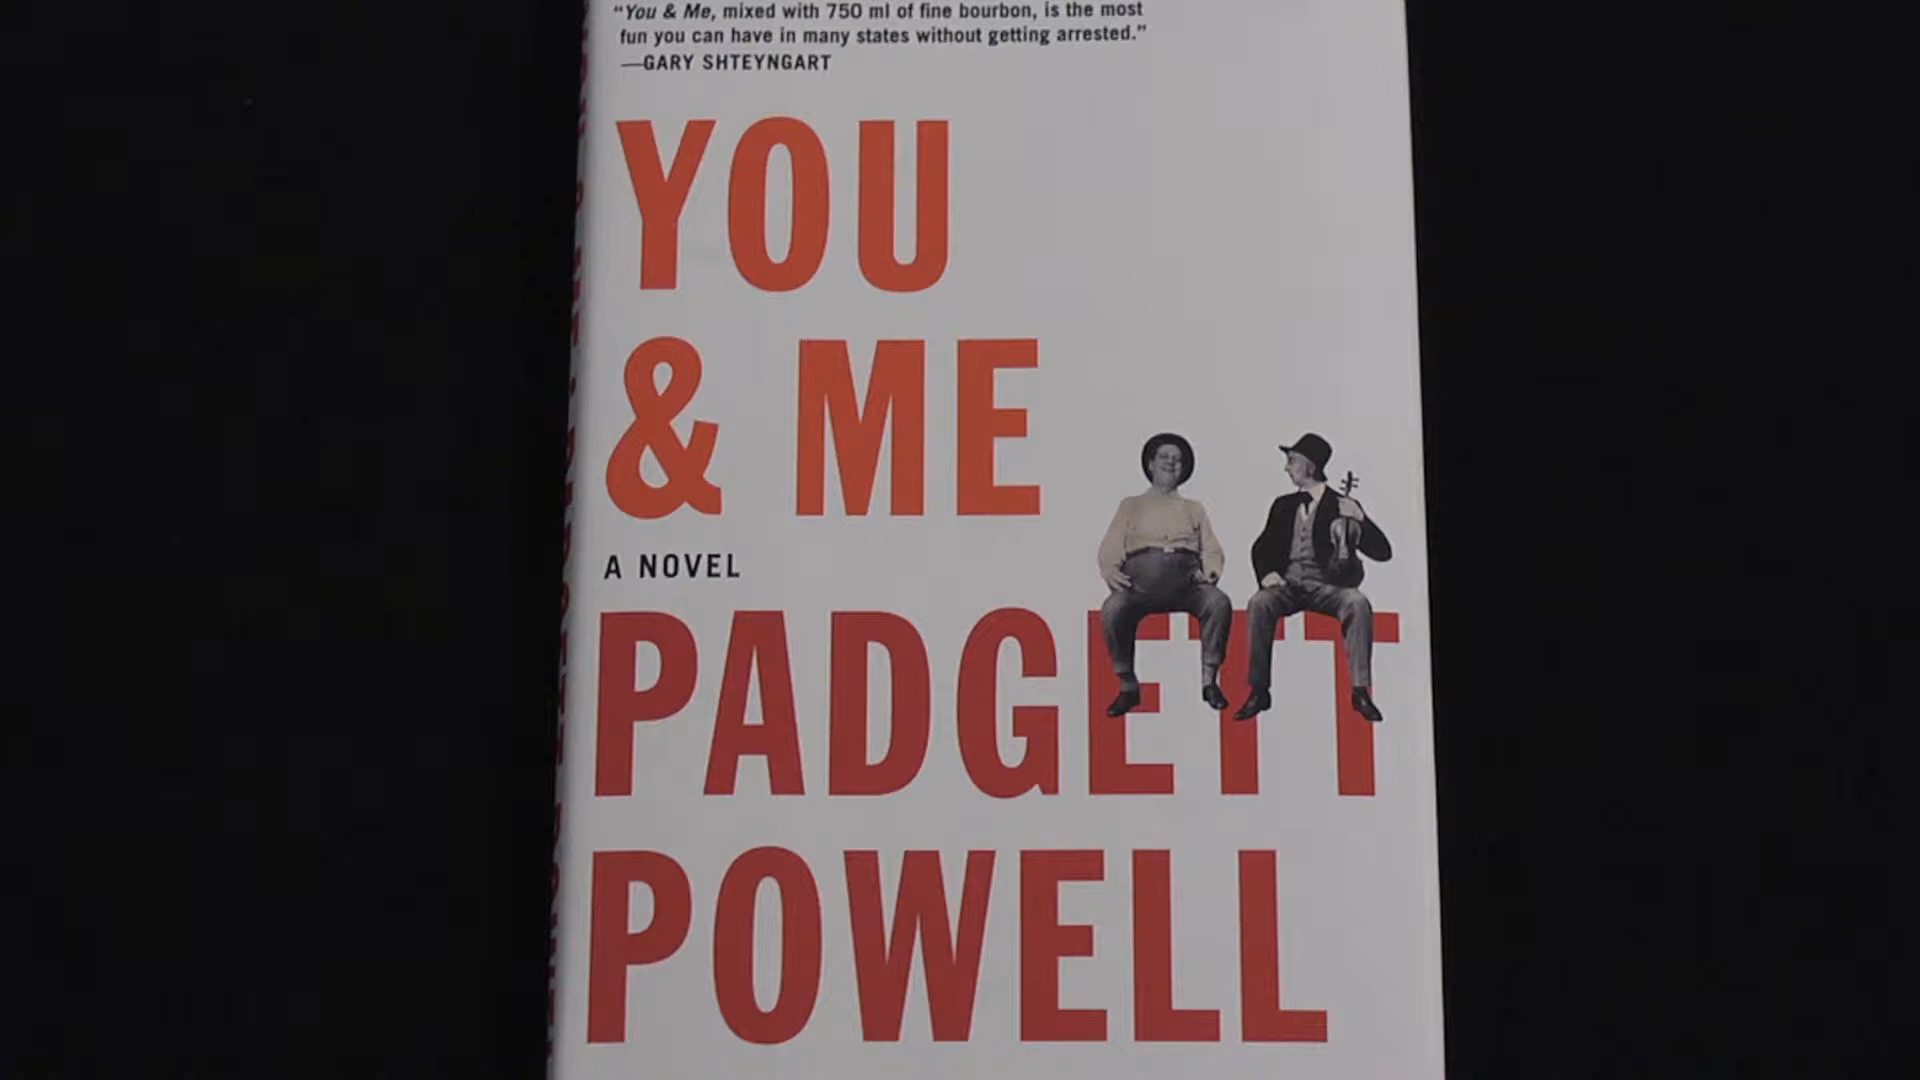 “You & Me, mixed with 750 ml of fine bourbon, is the most
fun you can have in many states without getting arrested.”
—GARY SHTEYNGART
YOU
& ME
A NOVEL
PADGETT
POWELL